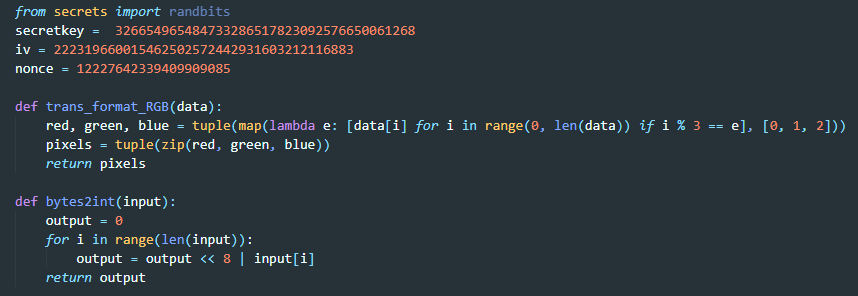 from secrets import randbits
secretkey =  326654965484733286517823092576650061268
iv = 222319660015462502572442931603212116883
nonce = 12227642339409909085

def trans_format_RGB(data):
    red, green, blue = tuple(map(lambda e: [data[i] for i in range(0, len(data)) if i % 3 == e], [0, 1, 2]))
    pixels = tuple(zip(red, green, blue))
    return pixels

def bytes2int(input):
    output = 0
    for i in range(len(input)):
        output = output << 8 | input[i]
    return output